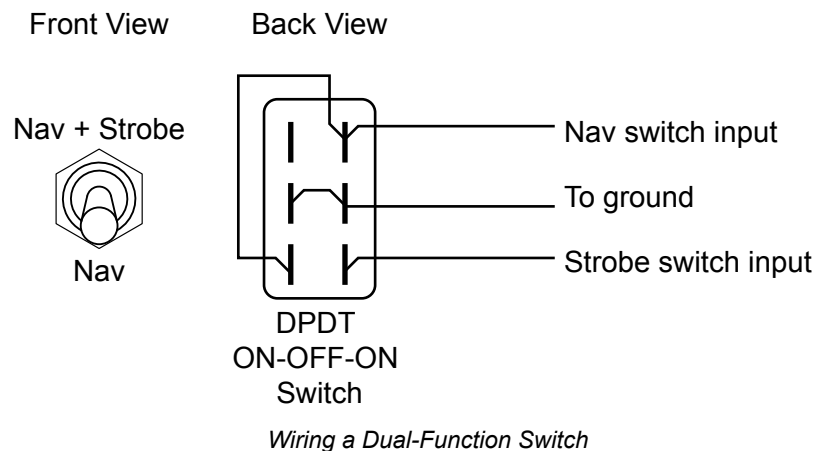 Front View
Back View
Nav + Strobe
Nav
Nav switch input
To ground
Strobe switch input
DPDT
ON-OFF-ON
Switch
Wiring a Dual-Function Switch